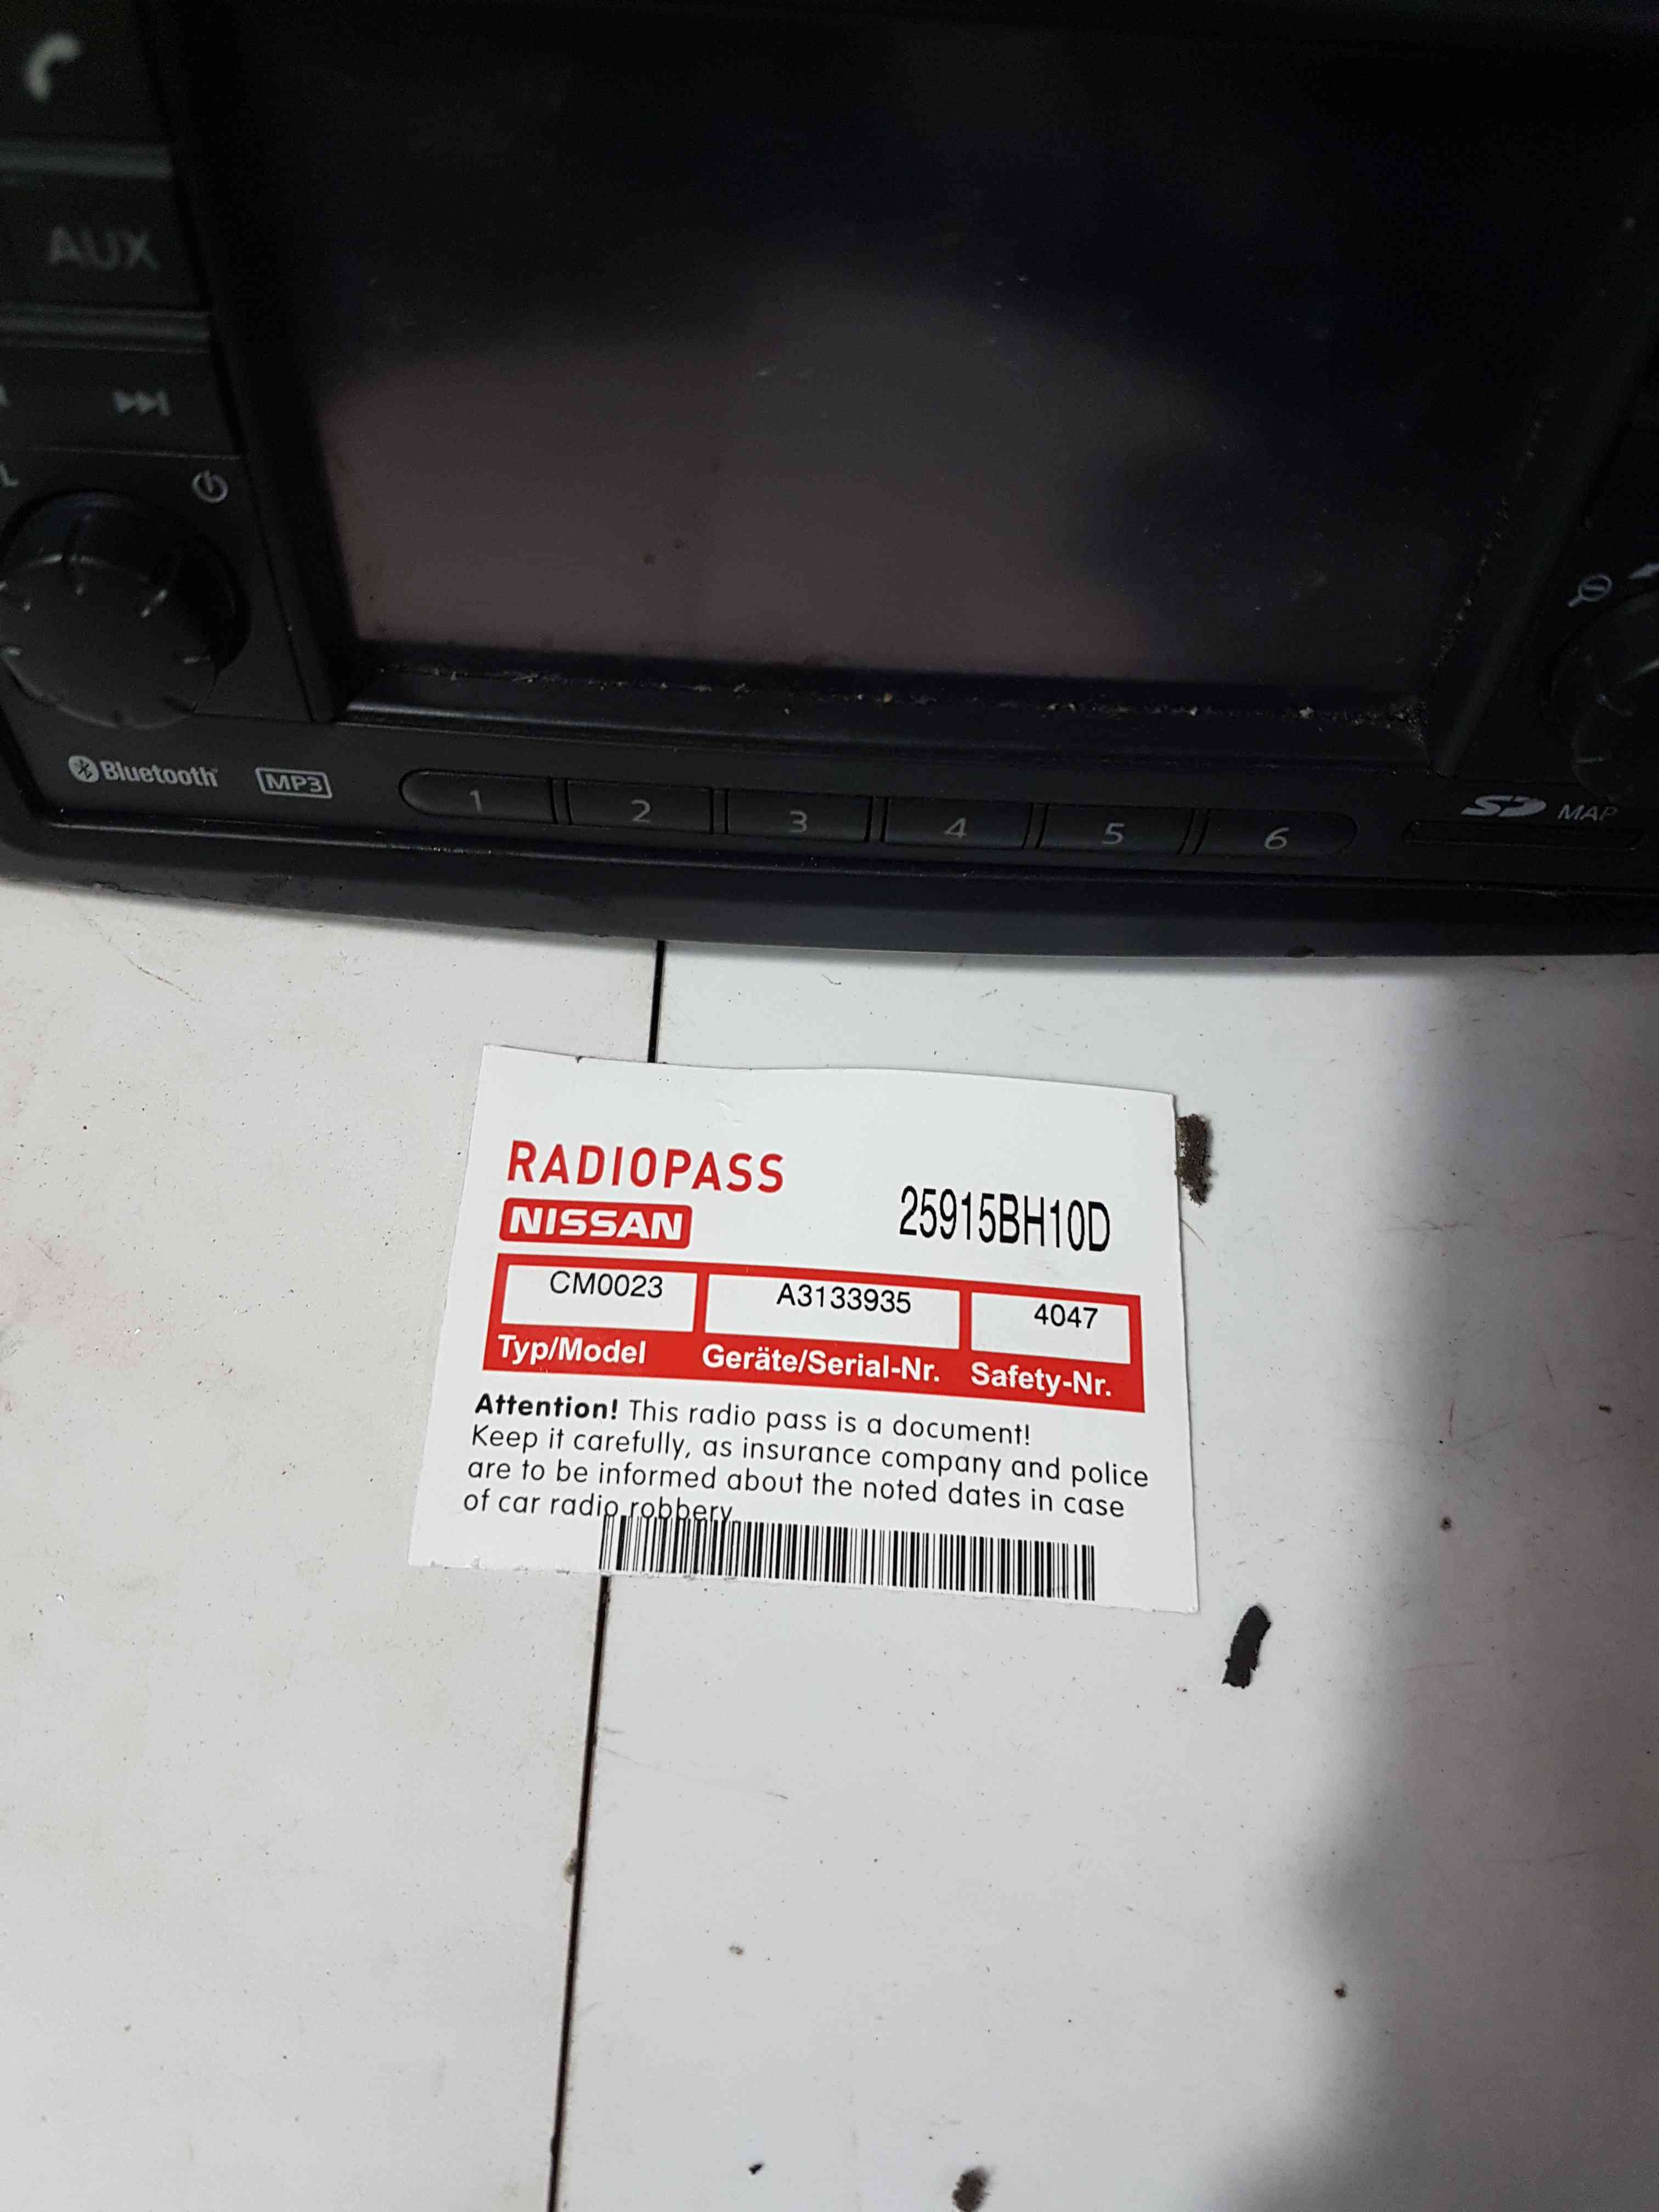 AUX
Bluetooth MP3 1 2 3 4 5 6 SD MAP
RADIOPASS
NISSAN 25915BH10D
CM0023 A3133935 4047
Typ/Model Geräte/Serial-Nr. Safety-Nr.
Attention! This radio pass is a document!
Keep it carefully, as insurance company and police
are to be informed about the noted dates in case
of car radio robbery.